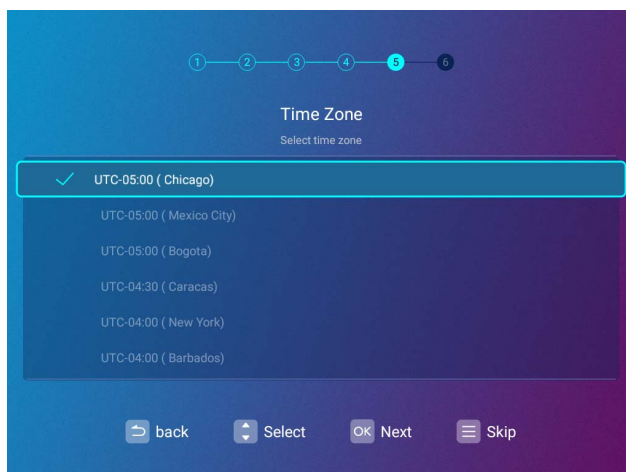 1 2 3 4 5 6
Time Zone
Select time zone
UTC-05:00 ( Chicago)
UTC-05:00 ( Mexico City)
UTC-05:00 ( Bogota)
UTC-04:30 ( Caracas)
UTC-04:00 ( New York)
UTC-04:00 ( Barbados)
back Select OK Next Skip